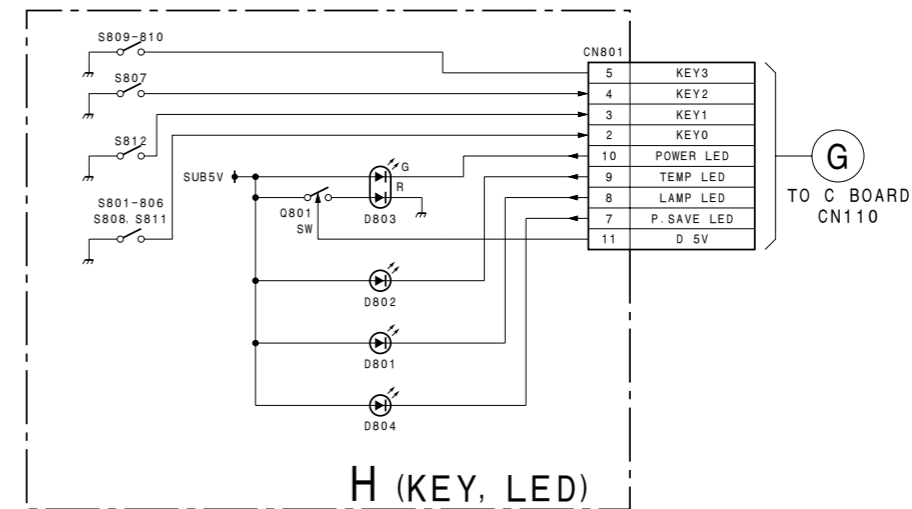 S809-810
S807
S812
S801-806
S808, S811
SUB5V
Q801
SW
G
R
D803
D802
D801
D804
H (KEY, LED)
CN801
5 KEY3
4 KEY2
3 KEY1
2 KEY0
10 POWER LED
9 TEMP LED
8 LAMP LED
7 P.SAVE LED
11 D 5V
G
TO C BOARD
CN110